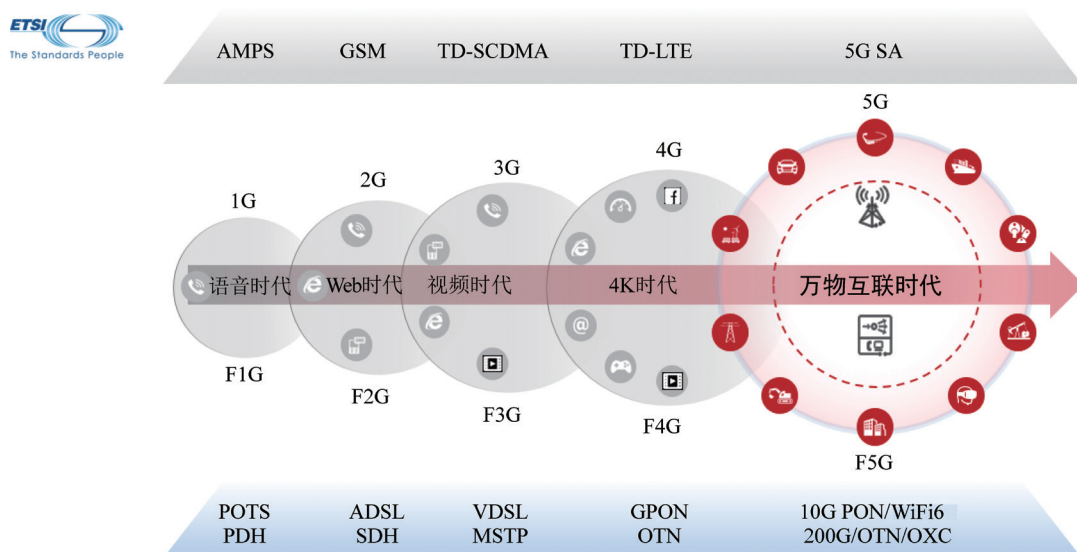 ETSI
The Standards People
AMPS GSM TD-SCDMA TD-LTE 5G SA
1G 2G 3G 4G 5G
语音时代 Web时代 视频时代 4K时代 万物互联时代
F1G F2G F3G F4G F5G
POTS ADSL VDSL GPON 10G PON/WiFi6
PDH SDH MSTP OTN 200G/OTN/OXC